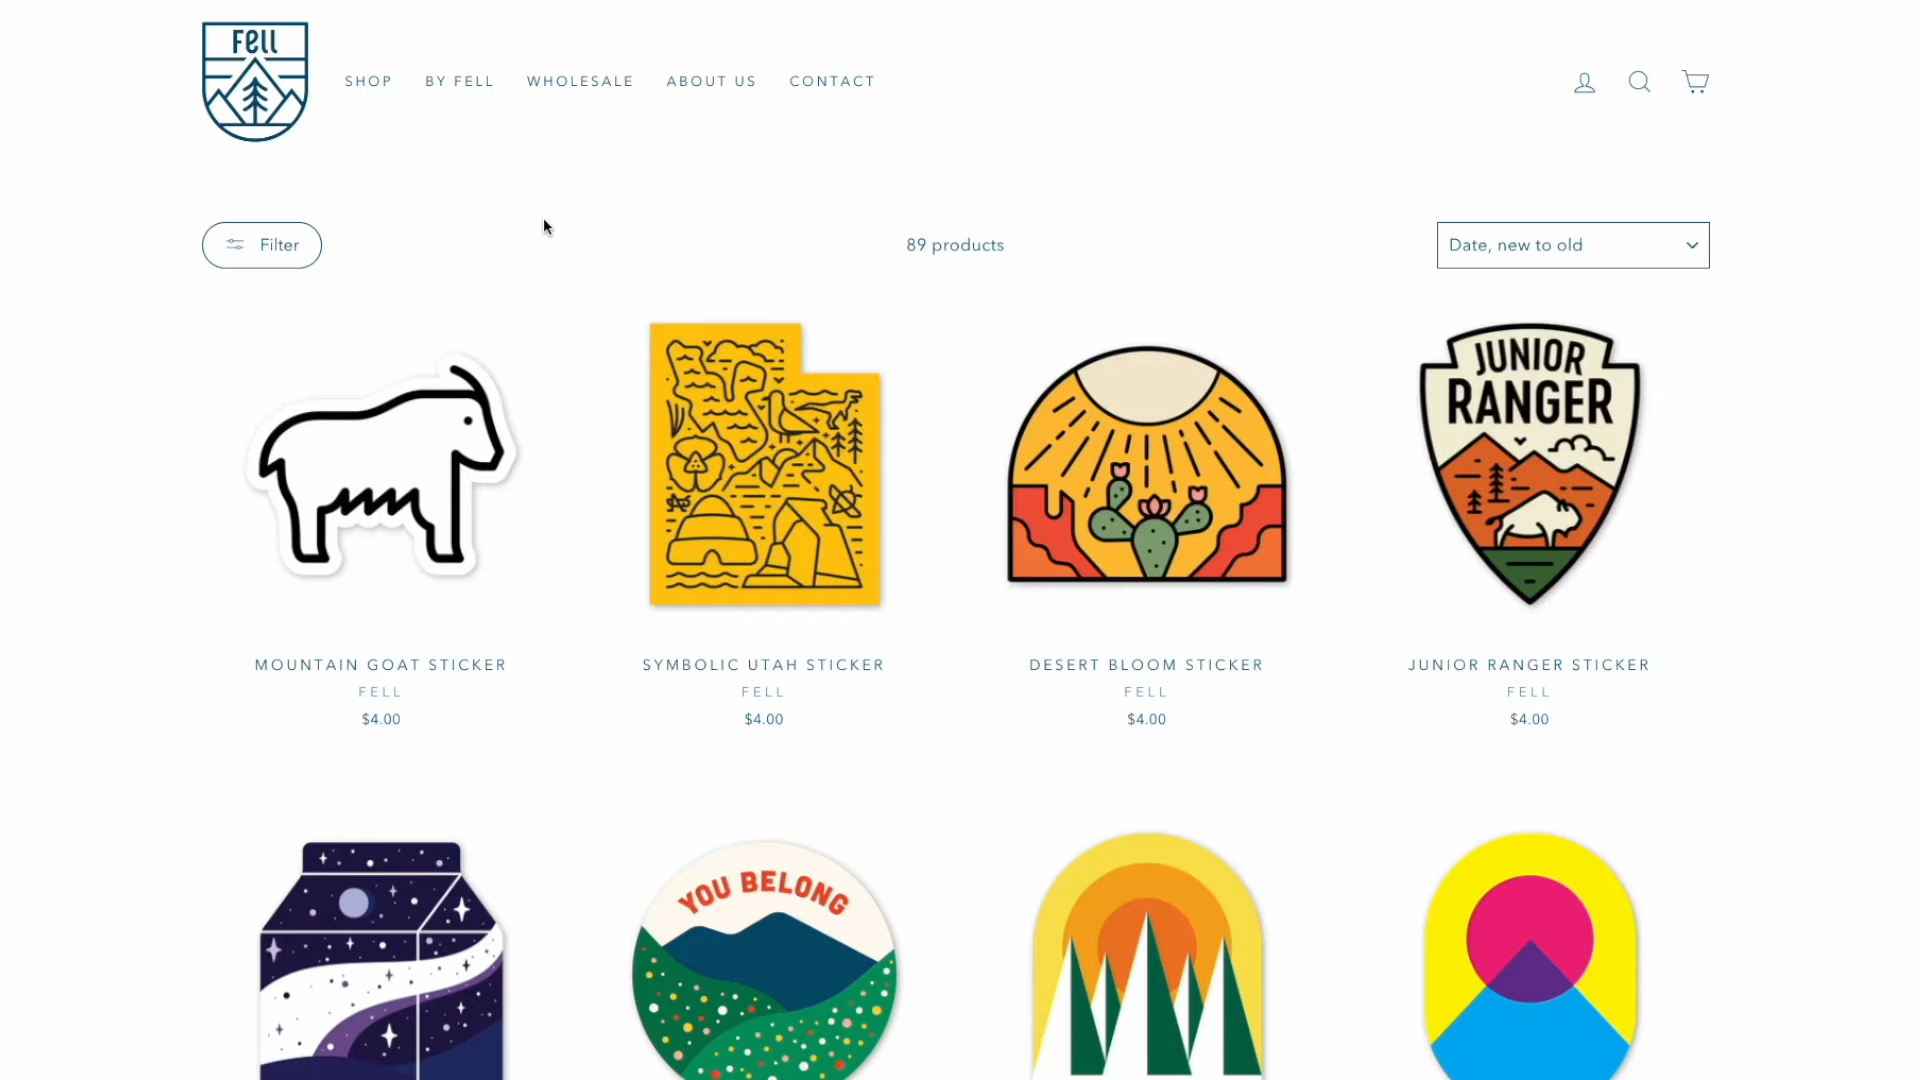 Fell
SHOP
BY FELL
WHOLESALE
ABOUT US
CONTACT
Filter
89 products
Date, new to old
JUNIOR
RANGER
MOUNTAIN GOAT STICKER
FELL
$4.00
SYMBOLIC UTAH STICKER
FELL
$4.00
DESERT BLOOM STICKER
FELL
$4.00
JUNIOR RANGER STICKER
FELL
$4.00
YOU BELONG